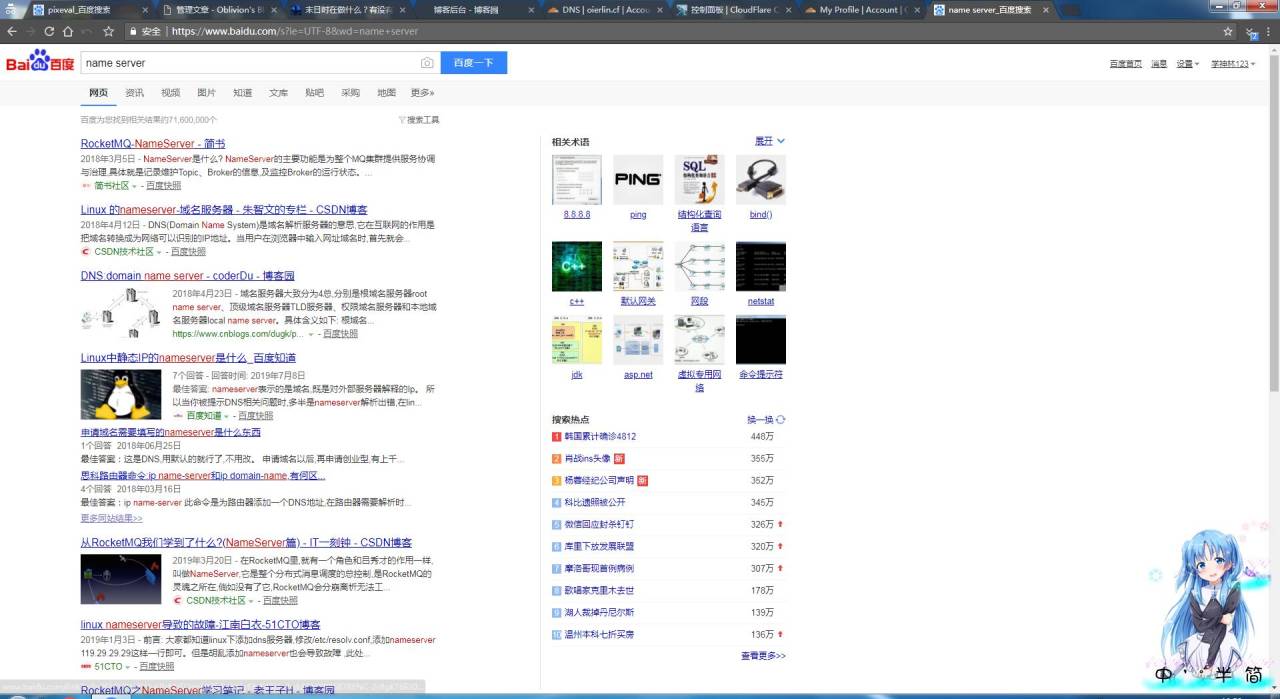 pixeval_百度搜索
管理文章 - Oblivion's Bl
末日时在做什么？有没有
博客后台 - 博客园
DNS | oierlin.cf | Accou
控制面板 | CloudFlare C
My Profile | Account | C
name server_百度搜索
安全 | https://www.baidu.com/s?ie=UTF-8&wd=name+server
Bai du 百度
name server
百度一下
百度首页 消息 设置 学神林123
网页 资讯 视频 图片 知道 文库 贴吧 采购 地图 更多»
百度为您找到相关结果约71,600,000个
搜索工具
RocketMQ-NameServer - 简书
2018年3月5日 - NameServer是什么? NameServer的主要功能是为整个MQ集群提供服务协调
与治理,具体就是记录维护Topic、Broker的信息,及监控Broker的运行状态。...
简书社区 - 百度快照
Linux 的nameserver-域名服务器 - 朱智文的专栏 - CSDN博客
2018年4月12日 - DNS(Domain Name System)是域名解析服务器的意思,它在互联网的作用是
把域名转换成为网络可以识别的IP地址。当用户在浏览器中输入网址域名时,首先就会...
CSDN技术社区 - 百度快照
DNS domain name server - coderDu - 博客园
2018年4月23日 - 域名服务器大致分为4总,分别是根域名服务器root
name server、顶级域名服务器TLD服务器、权限域名服务器和本地域
名服务器local name server。具体含义如下: 根域名...
https://www.cnblogs.com/dugk/p... - 百度快照
Linux中静态IP的nameserver是什么_百度知道
7个回答 - 回答时间: 2019年7月8日
最佳答案: nameserver表示的是域名,既是对外部服务器解释的Ip。 所
以当你被提示DNS相关问题时,多半是nameserver解析出错,在lin...
百度知道 - 百度快照
申请域名需要填写的nameserver是什么东西
1个回答 2018年06月25日
最佳答案：这是DNS,用默认的就行了,不用改。 申请域名以后,再申请创业型,有上千...
思科路由器命令:ip name-server和ip domain-name,有何区...
4个回答 2018年03月16日
最佳答案：ip name-server 此命令是为路由器添加一个DNS地址,在路由器需要解析时...
更多同站结果>>
从RocketMQ我们学到了什么?(NameServer篇) - IT一刻钟 - CSDN博客
2019年3月20日 - 在RocketMQ里,就有一个角色和吕秀才的作用一样,
叫做NameServer,它是整个分布式消息调度的总控制,是RocketMQ的
灵魂之所在,倘如没有了它,RocketMQ会分崩离析无法工...
CSDN技术社区 - 百度快照
linux nameserver导致的故障-江南白衣-51CTO博客
2019年1月3日 - 前言: 大家都知道linux下添加dns服务器,修改/etc/resolv.conf,添加nameserver
119.29.29.29这样一行即可。但是胡乱添加nameserver也会导致故障 ,此处...
51CTO - 百度快照
RocketMQ之NameServer学习笔记 - 老王子H - 博客园
相关术语
展开
PING
SQL
8.8.8.8
ping
结构化查询
语言
bind()
C++
c++
默认网关
网段
netstat
jdk
asp.net
虚拟专用网
络
命令提示符
搜索热点
换一换
1 韩国累计确诊4812 448万
2 肖战ins头像 新 355万
3 杨蓉经纪公司声明 新 352万
4 科比遗照被公开 345万
5 微信回应封杀钉钉 326万
6 库里下放发展联盟 320万
7 摩洛哥现首例病例 307万
8 歌唱家克里木去世 178万
9 湖人裁掉丹尼尔斯 139万
10 温州本科七折买房 136万
查看更多>>
中 半 简